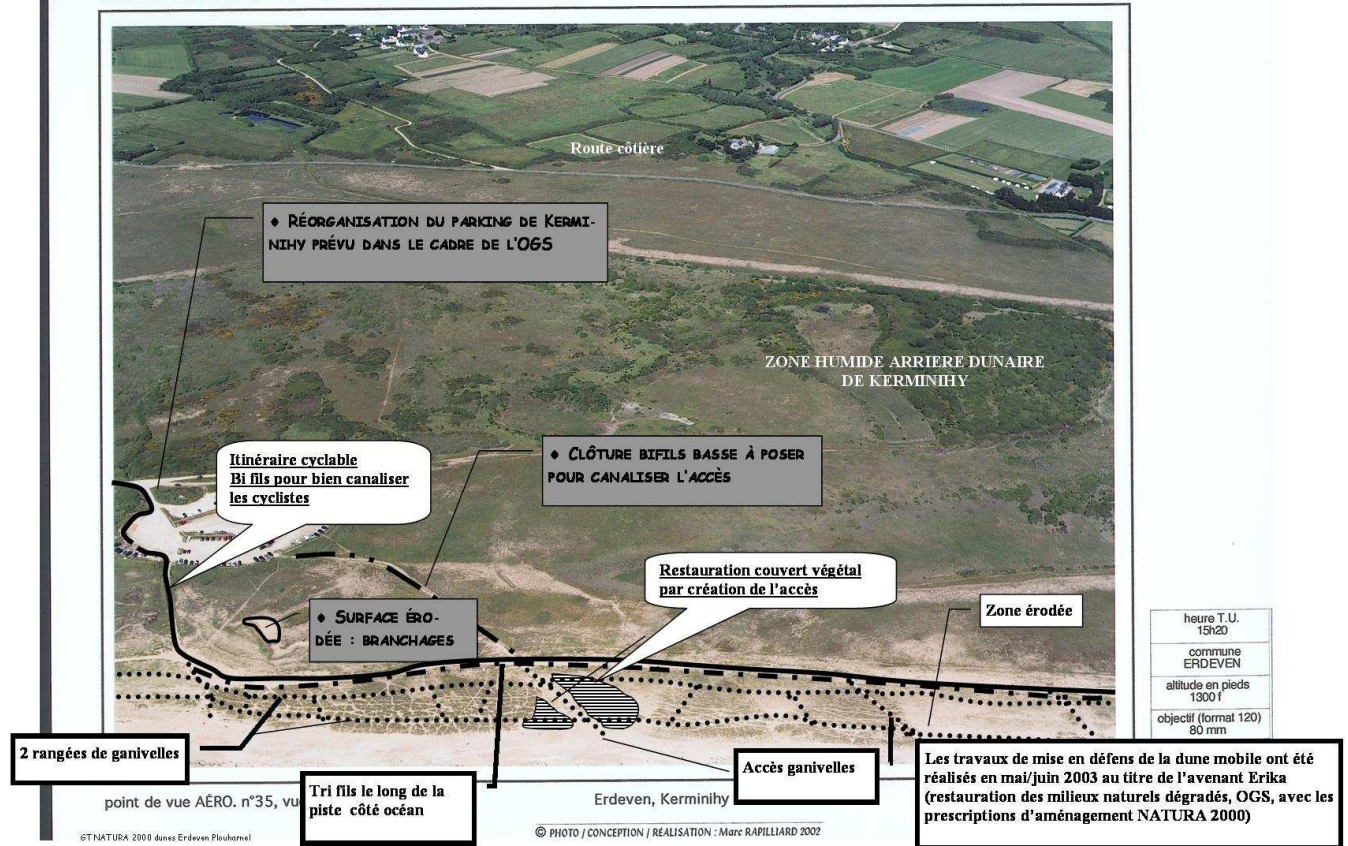 Route côtière
♦ RÉORGANISATION DU PARKING DE KERMI-
NIHY PRÉVU DANS LE CADRE DE L'OGS
ZONE HUMIDE ARRIERE DUNAIRE
DE KERMINIHY
♦ CLÔTURE BIFILS BASSE À POSER
POUR CANALISER L'ACCÈS
Itinéraire cyclable
Bi fils pour bien canaliser
les cyclistes
Restauration couvert végétal
par création de l'accès
♦ SURFACE ÉRO-
DÉE : BRANCHAGES
Zone érodée
heure T.U.
15h20
commune
ERDEVEN
altitude en pieds
1300 f
objectif (format 120)
80 mm
2 rangées de ganivelles
Tri fils le long de la
piste côté océan
Accès ganivelles
Les travaux de mise en défens de la dune mobile ont été
réalisés en mai/juin 2003 au titre de l'avenant Erika
(restauration des milieux naturels dégradés, OGS, avec les
prescriptions d'aménagement NATURA 2000)
point de vue AÉRO. n°35,
Erdeven, Kerminihy
GT NATURA 2000 dunes Erdeven Plouharnel
© PHOTO / CONCEPTION / RÉALISATION : Marc RAPILLIARD 2002